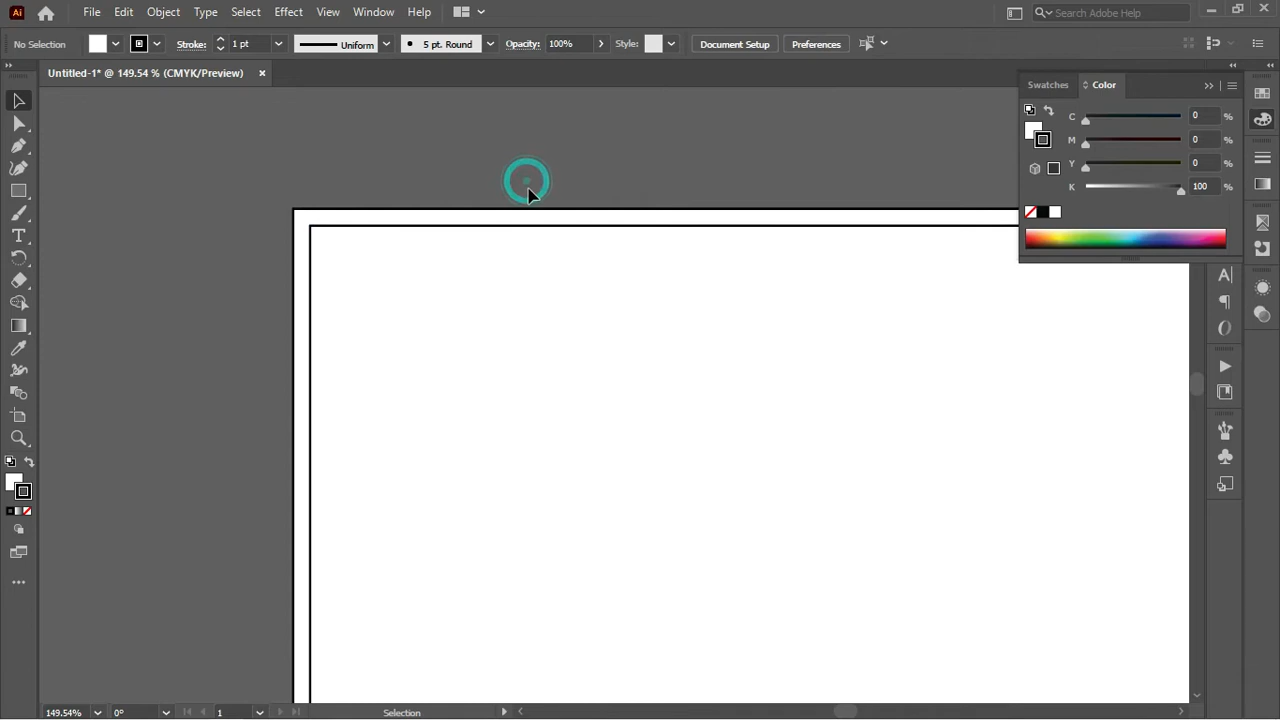 Ai File Edit Object Type Select Effect View Window Help Search Adobe Help
No Selection Stroke: 1 pt Uniform 5 pt. Round Opacity: 100% Style: Document Setup Preferences
Untitled-1* @ 149.54 % (CMYK/Preview)
Swatches Color
C 0 %
M 0 %
Y 0 %
K 100 %
149.54% 0° 1 Selection